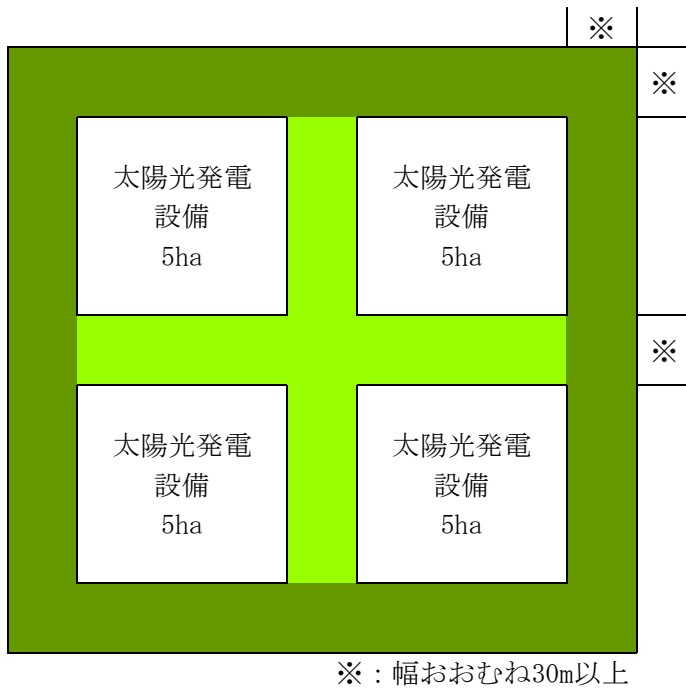 ※
※
太陽光発電
設備
5ha
太陽光発電
設備
5ha
※
太陽光発電
設備
5ha
太陽光発電
設備
5ha
※：幅おおむね30m以上